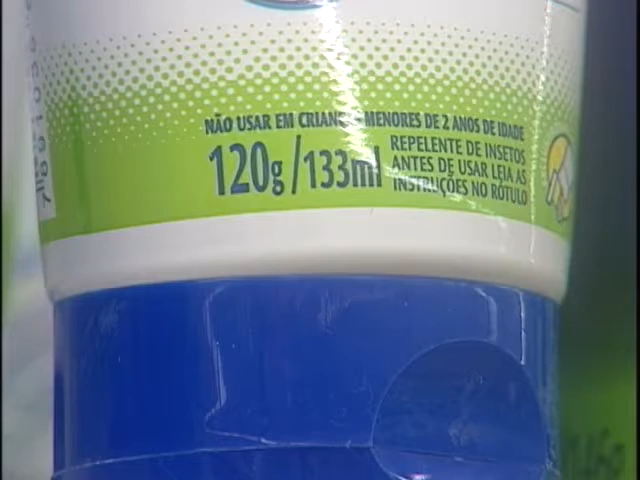 NÃO USAR EM CRIANÇAS MENORES DE 2 ANOS DE IDADE
120g/133ml
REPELENTE DE INSETOS
ANTES DE USAR LEIA AS
INSTRUÇÕES NO RÓTULO